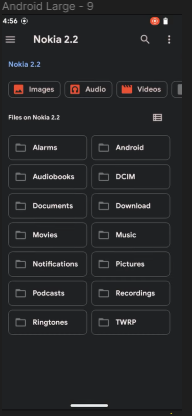 Android Large - 9
4:56
Nokia 2.2
Nokia 2.2
Images Audio Videos
Files on Nokia 2.2
Alarms Android
Audiobooks DCIM
Documents Download
Movies Music
Notifications Pictures
Podcasts Recordings
Ringtones TWRP